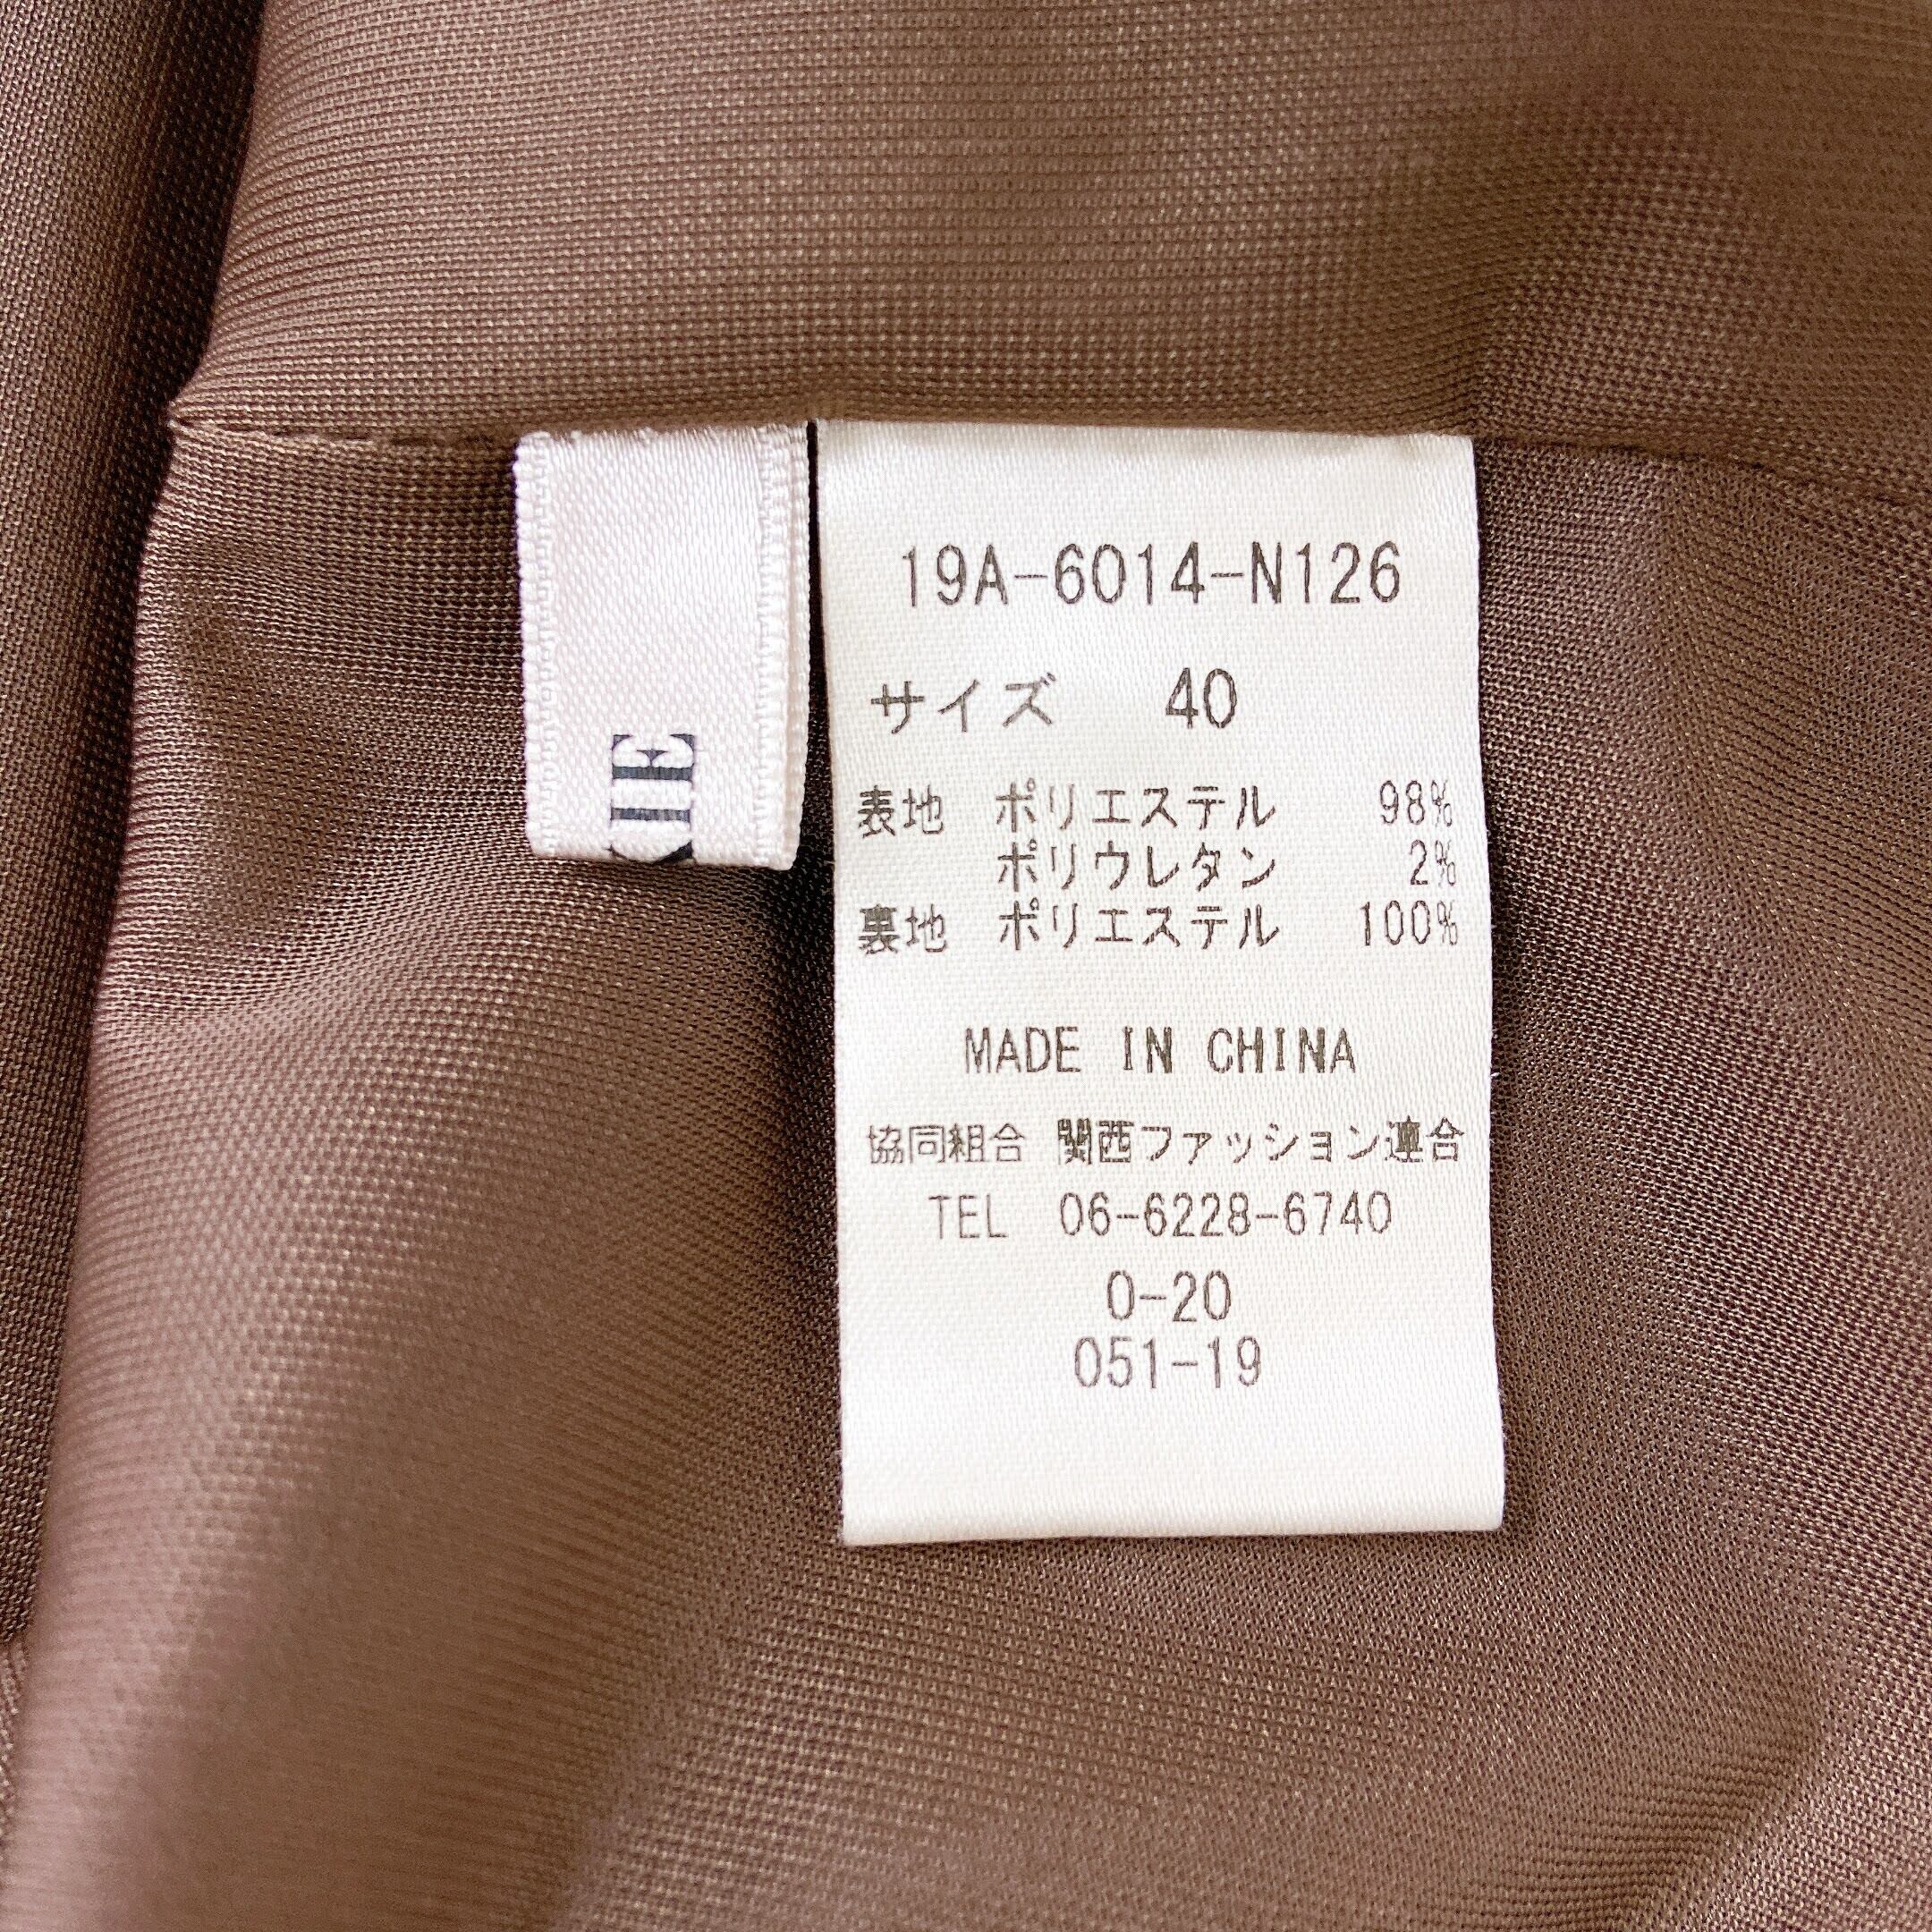 19A-6014-N126
サイズ 40
表地 ポリエステル 98%
ポリウレタン 2%
裏地 ポリエステル 100%
MADE IN CHINA
協同組合 関西ファッション連合
TEL 06-6228-6740
0-20
051-19